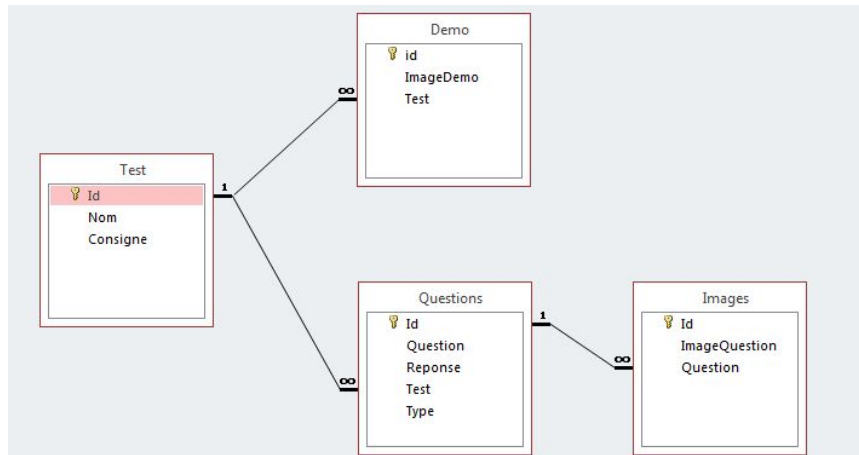 Demo
id
ImageDemo
Test
∞
Test
1
Id
Nom
Consigne
∞
Questions
Id
Question
Reponse
Test
Type
1
∞
Images
Id
ImageQuestion
Question